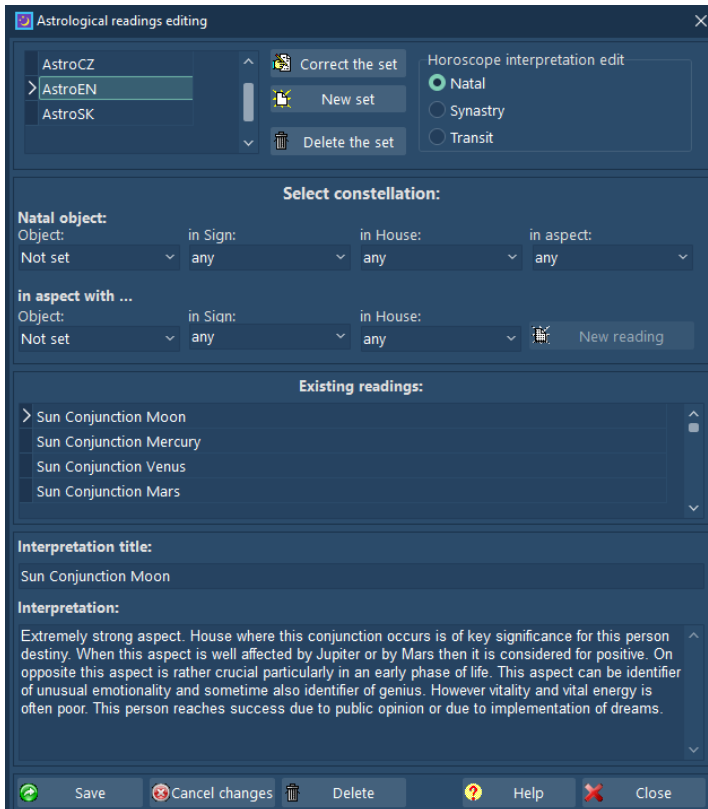 Astrological readings editing
AstroCZ
AstroEN
AstroSK
Correct the set
New set
Delete the set
Horoscope interpretation edit
Natal
Synastry
Transit
Select constellation:
Natal object:
Object: in Sign: in House: in aspect:
Not set any any any
in aspect with ...
Object: in Sign: in House:
Not set any any New reading
Existing readings:
Sun Conjunction Moon
Sun Conjunction Mercury
Sun Conjunction Venus
Sun Conjunction Mars
Interpretation title:
Sun Conjunction Moon
Interpretation:
Extremely strong aspect. House where this conjunction occurs is of key significance for this person
destiny. When this aspect is well affected by Jupiter or by Mars then it is considered for positive. On
opposite this aspect is rather crucial particularly in an early phase of life. This aspect can be identifier
of unusual emotionality and sometime also identifier of genius. However vitality and vital energy is
often poor. This person reaches success due to public opinion or due to implementation of dreams.
Save Cancel changes Delete Help Close